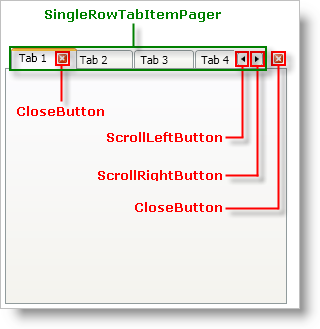 SingleRowTabItemPager
Tab 1 Tab 2 Tab 3 Tab 4
CloseButton
ScrollLeftButton
ScrollRightButton
CloseButton